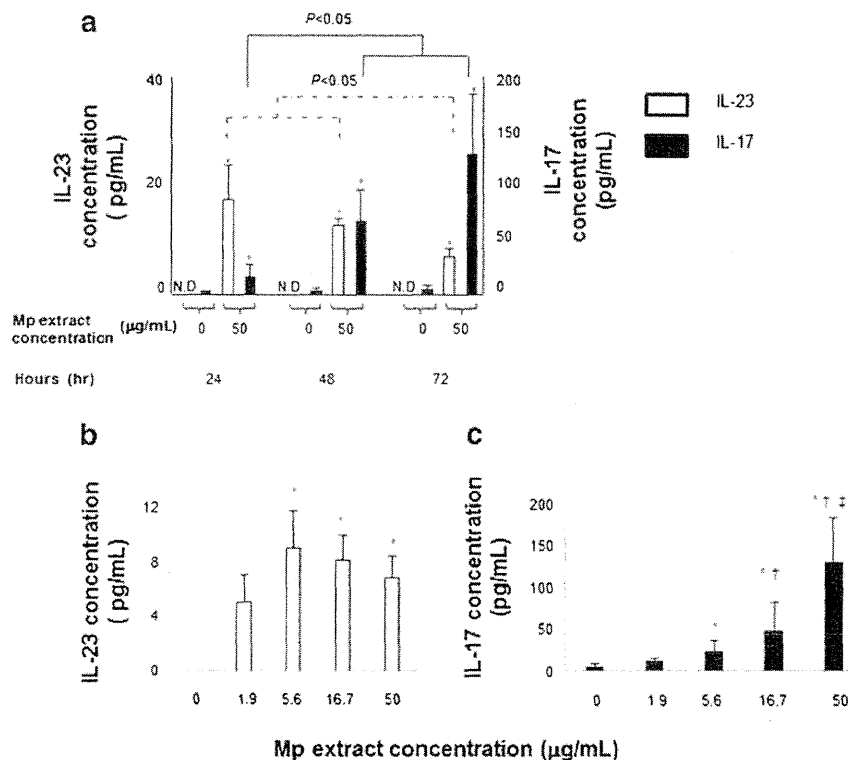 a
P<0.05
P<0.05
40
20
0
IL-23
concentration
( pg/mL)
200
150
100
50
0
IL-17
concentration
(pg/mL)
IL-23
IL-17
* * * * * *
N.D N.D N.D
Mp extract
concentration
(μg/mL)
0 50 0 50 0 50
Hours (hr) 24 48 72
b
IL-23 concentration
( pg/mL)
12
8
4
0
* * *
0 1.9 5.6 16.7 50
c
IL-17 concentration
(pg/mL)
200
150
100
50
0
* *† *†‡
0 1.9 5.6 16.7 50
Mp extract concentration (μg/mL)